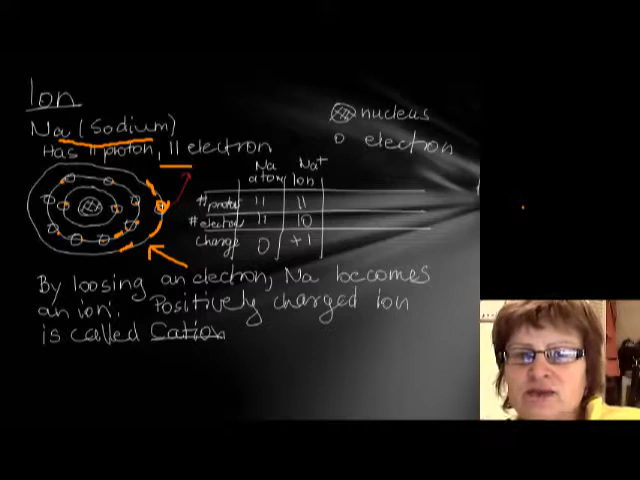 Ion
Na (Sodium)
Has 11 proton, 11 electron
nucleus
electron
Na atom | Na+ Ion
# proton | 11 | 11
# electron | 11 | 10
charge | 0 | +1
By loosing an electron, Na becomes
an ion. Positively charged ion
is called Cation